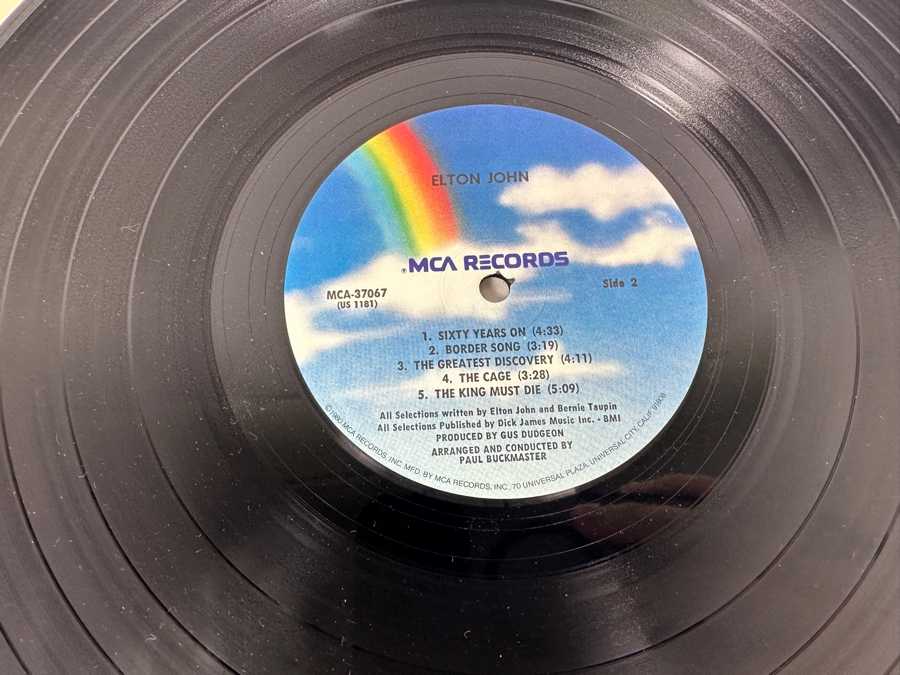 ELTON JOHN
MCA RECORDS
MCA-37067
(US 1181)
Side 2
1. SIXTY YEARS ON (4:33)
2. BORDER SONG (3:19)
3. THE GREATEST DISCOVERY (4:11)
4. THE CAGE (3:28)
5. THE KING MUST DIE (5:09)
All Selections written by Elton John and Bernie Taupin
All Selections Published by Dick James Music Inc. - BMI
PRODUCED BY GUS DUDGEON
ARRANGED AND CONDUCTED BY
PAUL BUCKMASTER
©1980 MCA RECORDS, INC. MFD. BY MCA RECORDS, INC., 70 UNIVERSAL PLAZA, UNIVERSAL CITY, CALIF. 91608